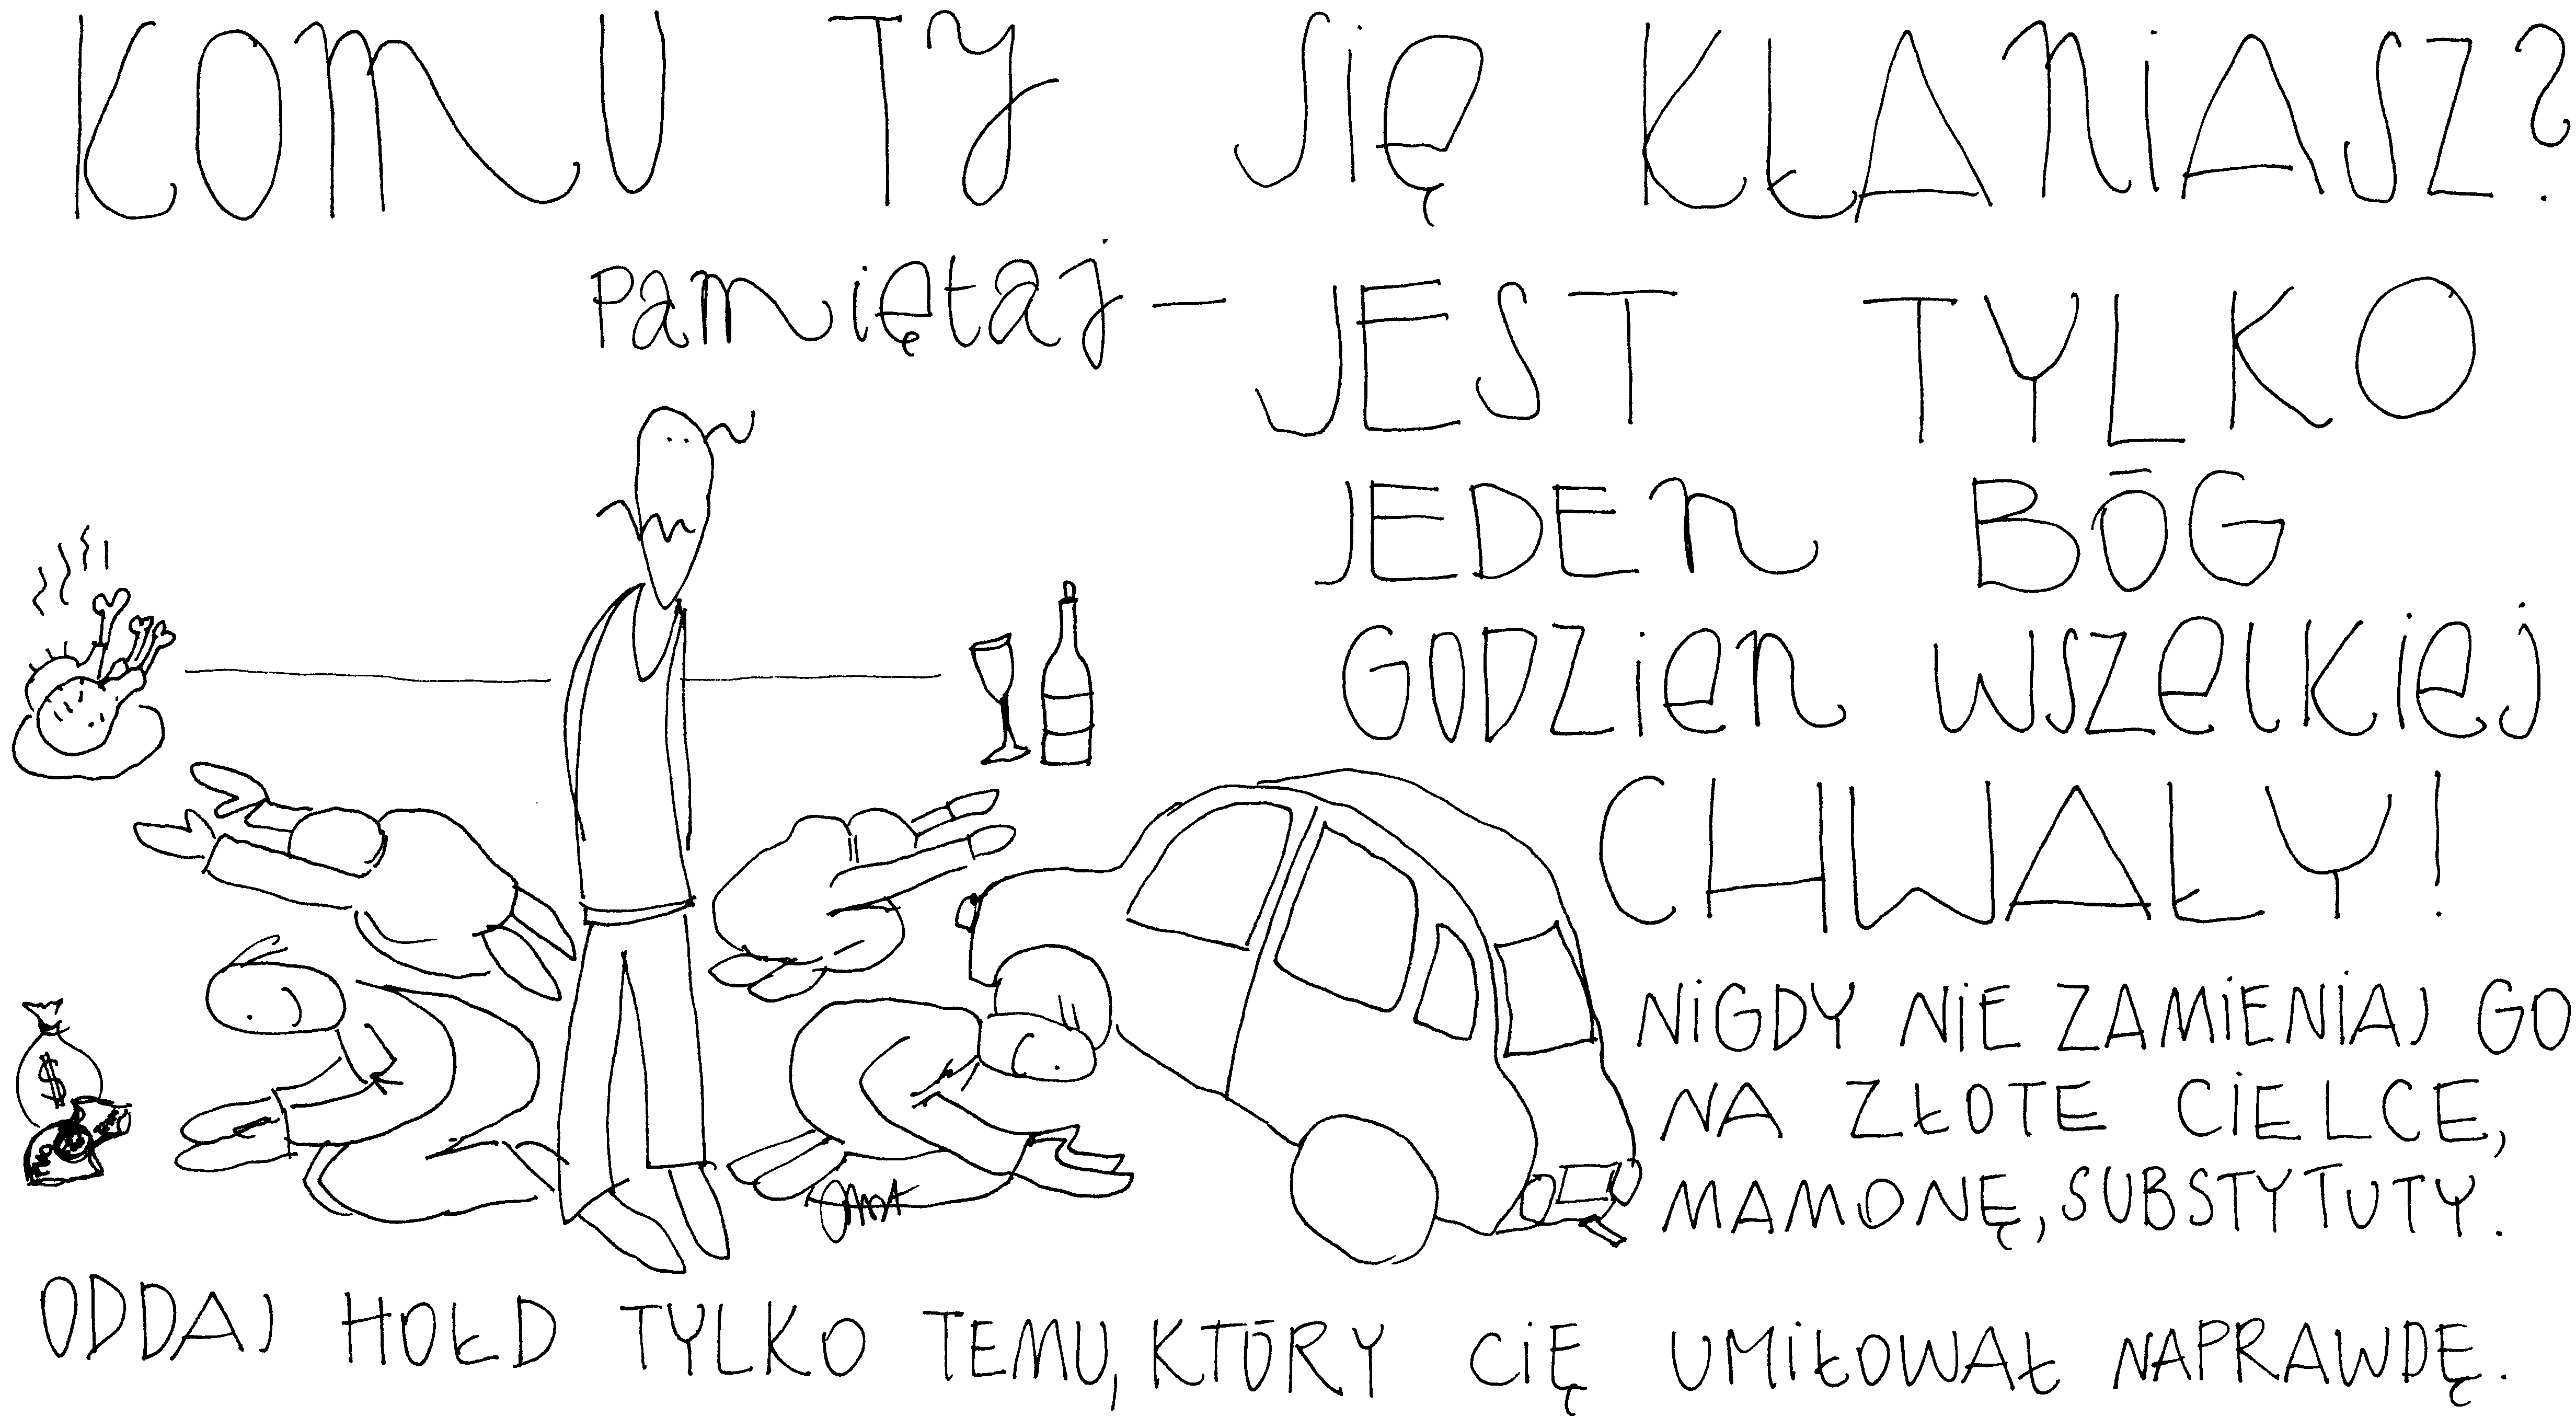 KOMU TY SIĘ KŁANIASZ?
pamiętaj – JEST TYLKO
JEDEN BÓG
GODZIEN WSZELKIEJ
CHWAŁY!
NIGDY NIE ZAMIENIAJ GO
NA ZŁOTE CIELCE,
MAMONĘ, SUBSTYTUTY.
$
ODDAJ HOŁD TYLKO TEMU, KTÓRY CIĘ UMIŁOWAŁ NAPRAWDĘ.